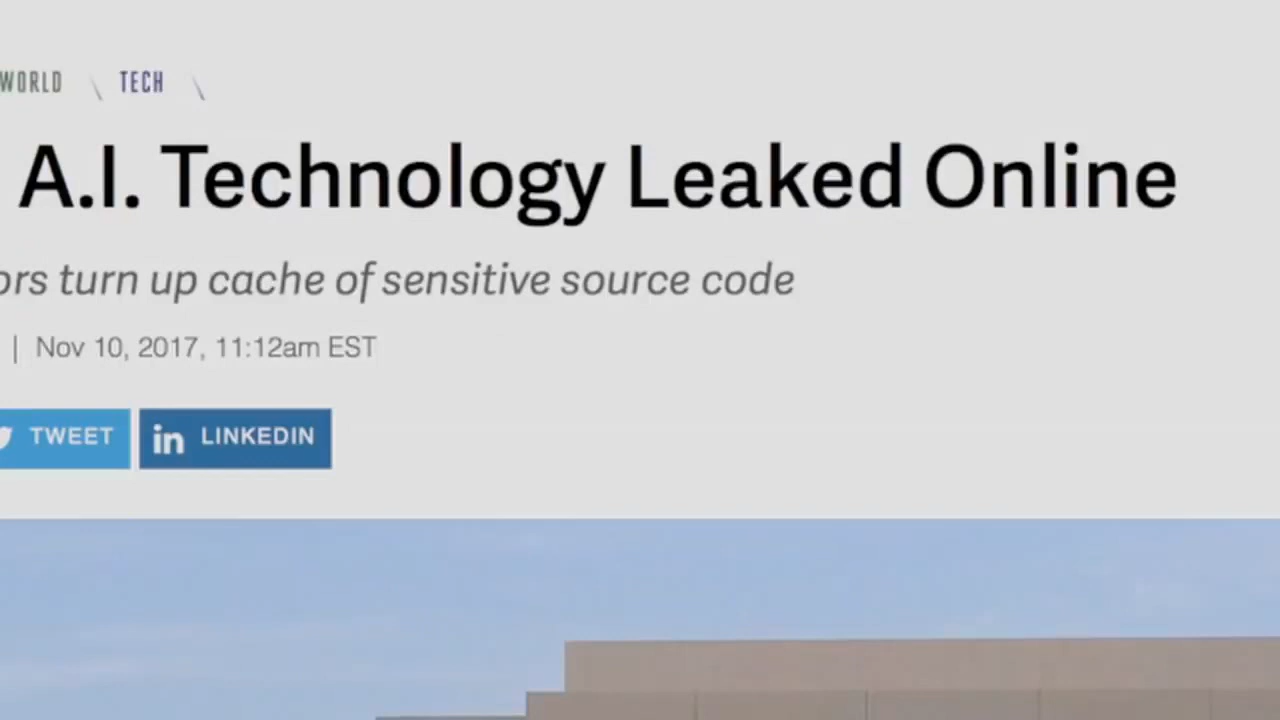 WORLD \ TECH \
A.I. Technology Leaked Online
turn up cache of sensitive source code
| Nov 10, 2017, 11:12am EST
TWEET in LINKEDIN